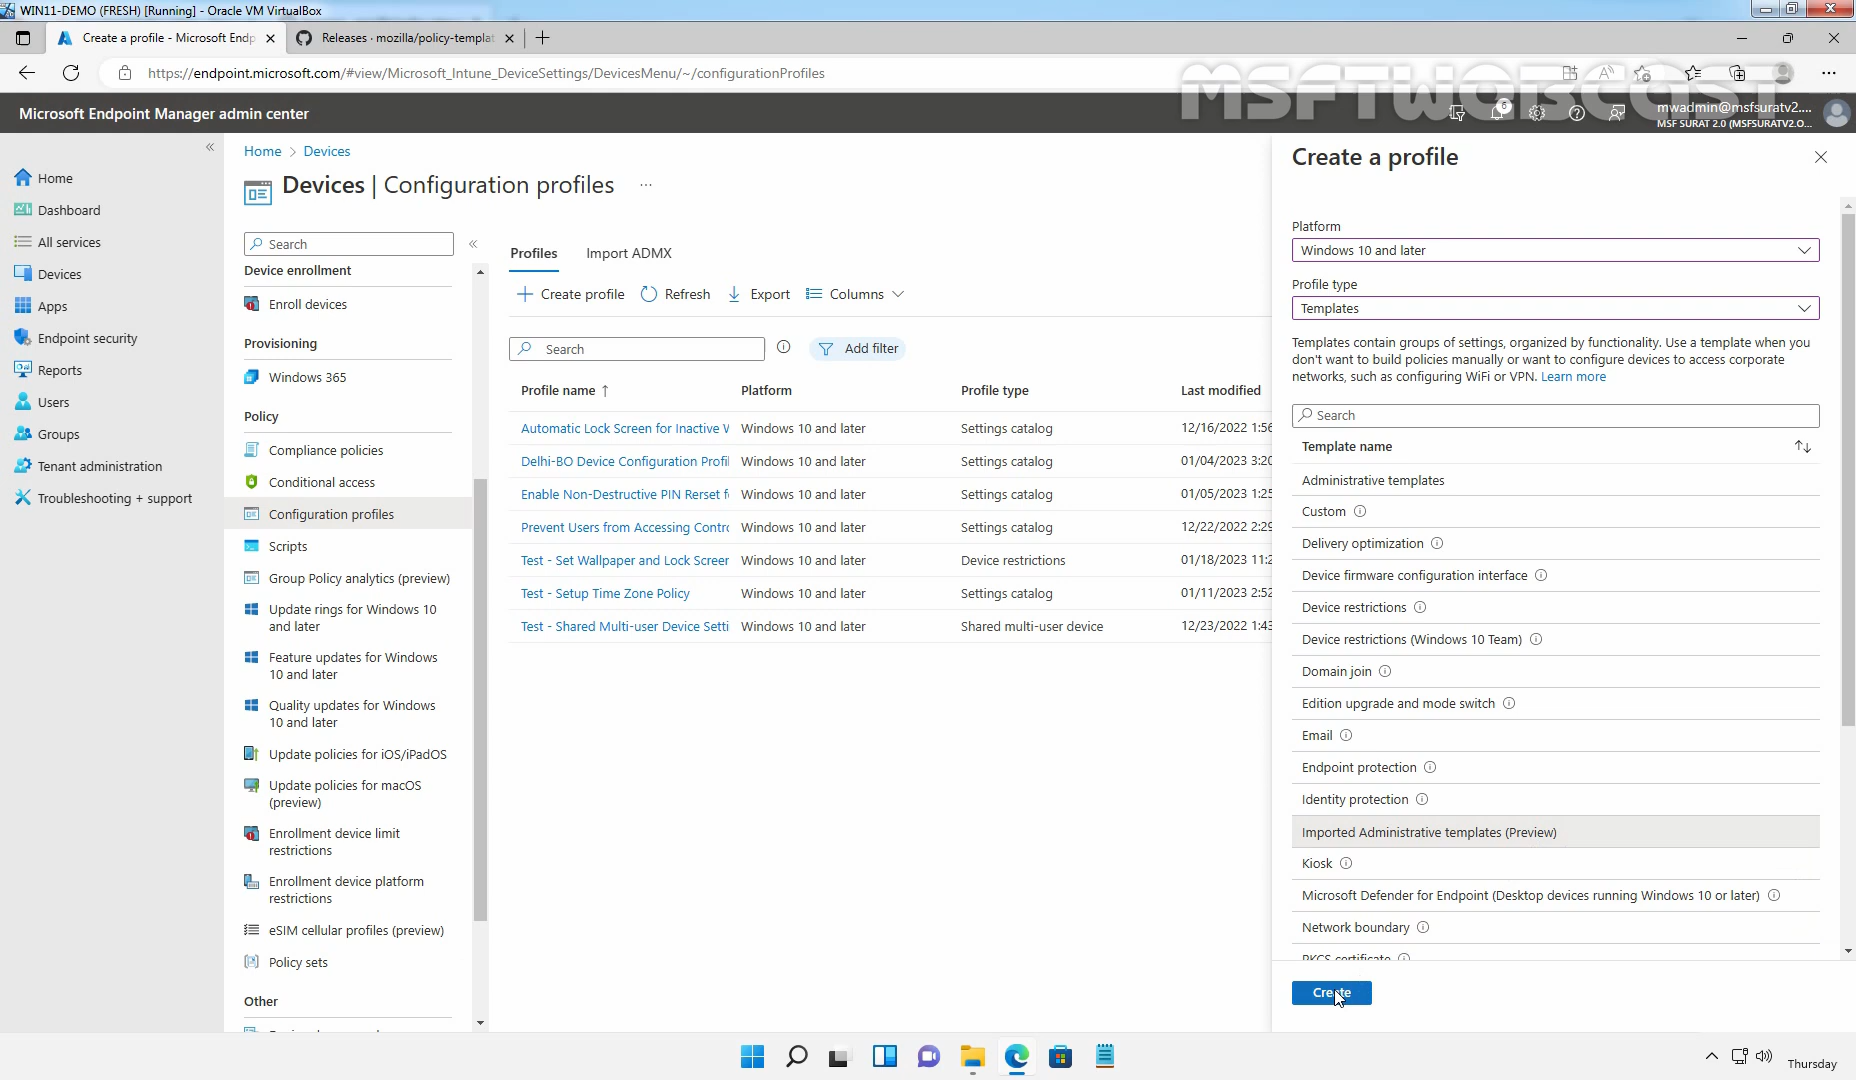 WIN11-DEMO (FRESH) [Running] - Oracle VM VirtualBox
Create a profile - Microsoft Endp
Releases · mozilla/policy-templat
https://endpoint.microsoft.com/#view/Microsoft_Intune_DeviceSettings/DevicesMenu/~/configurationProfiles
MSFTWEBCAST
Microsoft Endpoint Manager admin center
6
mwadmin@msfsuratv2....
MSF SURAT 2.0 (MSFSURATV2.O...
Home
Dashboard
All services
Devices
Apps
Endpoint security
Reports
Users
Groups
Tenant administration
Troubleshooting + support
Home > Devices
Devices | Configuration profiles ...
Search
Device enrollment
Enroll devices
Provisioning
Windows 365
Policy
Compliance policies
Conditional access
Configuration profiles
Scripts
Group Policy analytics (preview)
Update rings for Windows 10
and later
Feature updates for Windows
10 and later
Quality updates for Windows
10 and later
Update policies for iOS/iPadOS
Update policies for macOS
(preview)
Enrollment device limit
restrictions
Enrollment device platform
restrictions
eSIM cellular profiles (preview)
Policy sets
Other
Profiles Import ADMX
Create profile Refresh Export Columns
Search Add filter
Profile name ↑ Platform Profile type Last modified
Automatic Lock Screen for Inactive W Windows 10 and later Settings catalog 12/16/2022 1:56
Delhi-BO Device Configuration Profil Windows 10 and later Settings catalog 01/04/2023 3:20
Enable Non-Destructive PIN Rerset f Windows 10 and later Settings catalog 01/05/2023 1:25
Prevent Users from Accessing Contro Windows 10 and later Settings catalog 12/22/2022 2:29
Test - Set Wallpaper and Lock Screer Windows 10 and later Device restrictions 01/18/2023 11:2
Test - Setup Time Zone Policy Windows 10 and later Settings catalog 01/11/2023 2:52
Test - Shared Multi-user Device Setti Windows 10 and later Shared multi-user device 12/23/2022 1:43
Create a profile
Platform
Windows 10 and later
Profile type
Templates
Templates contain groups of settings, organized by functionality. Use a template when you
don't want to build policies manually or want to configure devices to access corporate
networks, such as configuring WiFi or VPN. Learn more
Search
Template name
Administrative templates
Custom
Delivery optimization
Device firmware configuration interface
Device restrictions
Device restrictions (Windows 10 Team)
Domain join
Edition upgrade and mode switch
Email
Endpoint protection
Identity protection
Imported Administrative templates (Preview)
Kiosk
Microsoft Defender for Endpoint (Desktop devices running Windows 10 or later)
Network boundary
PKCS certificate
Create
Thursday